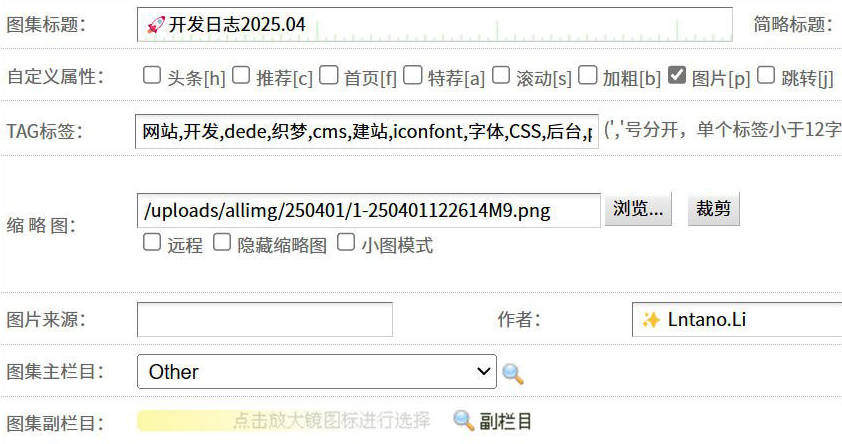 图集标题： 🚀开发日志2025.04 简略标题：
自定义属性： 头条[h] 推荐[c] 首页[f] 特荐[a] 滚动[s] 加粗[b] 图片[p] 跳转[j]
TAG标签： 网站,开发,dede,织梦,cms,建站,iconfont,字体,CSS,后台, (','号分开，单个标签小于12字
缩 略 图： /uploads/allimg/250401/1-250401122614M9.png 浏览... 裁剪
远程 隐藏缩略图 小图模式
图片来源： 作者： ✨ Lntano.Li
图集主栏目： Other
图集副栏目： 点击放大镜图标进行选择 副栏目